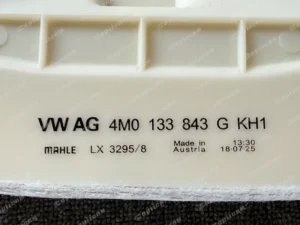 VW AG 4M0 133 843 G KH1
MAHLE LX 3295/8 Made in Austria 13:30 18-07-25